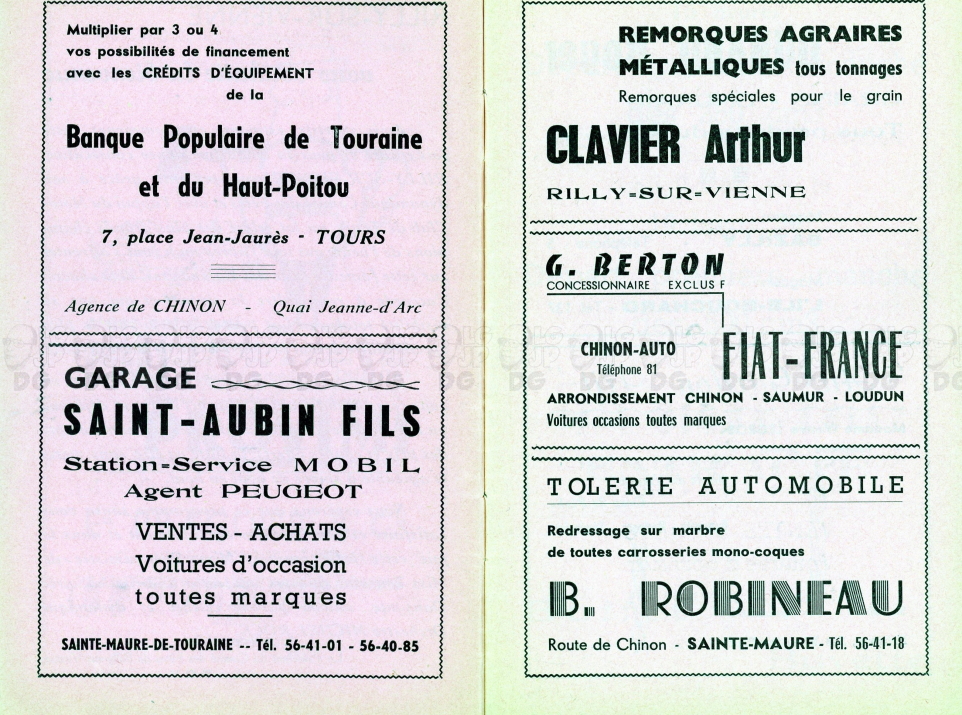 Multiplier par 3 ou 4
vos possibilités de financement
avec les CRÉDITS D'ÉQUIPEMENT
de la
Banque Populaire de Touraine
et du Haut-Poitou
7, place Jean-Jaurès - TOURS
Agence de CHINON - Quai Jeanne-d'Arc
GARAGE
SAINT-AUBIN FILS
Station=Service MOBIL
Agent PEUGEOT
VENTES - ACHATS
Voitures d'occasion
toutes marques
SAINTE-MAURE-DE-TOURAINE -- Tél. 56-41-01 - 56-40-85
REMORQUES AGRAIRES
MÉTALLIQUES tous tonnages
Remorques spéciales pour le grain
CLAVIER Arthur
RILLY=SUR=VIENNE
G. BERTON
CONCESSIONNAIRE EXCLUSIF
CHINON-AUTO
Téléphone 81
FIAT-FRANCE
ARRONDISSEMENT CHINON - SAUMUR - LOUDUN
Voitures occasions toutes marques
TOLERIE AUTOMOBILE
Redressage sur marbre
de toutes carrosseries mono-coques
B. ROBINEAU
Route de Chinon - SAINTE-MAURE - Tél. 56-41-18